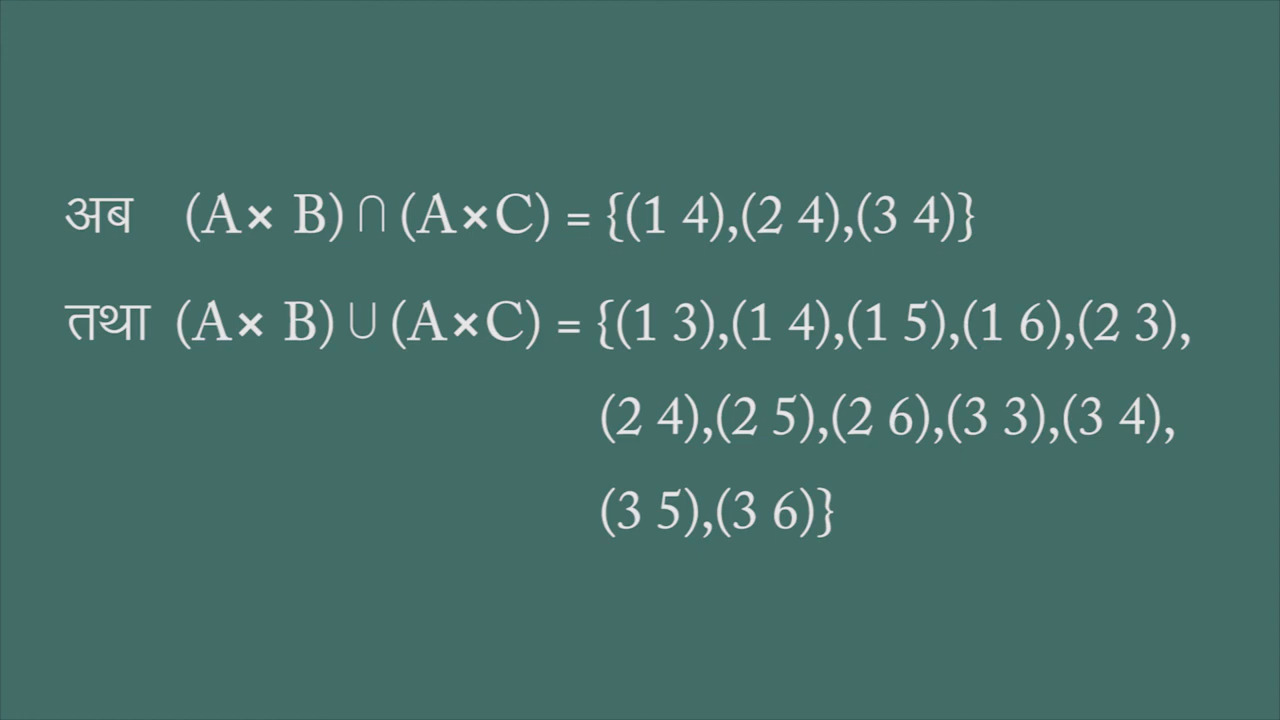 अब (A× B) ∩ (A×C) = {(1 4),(2 4),(3 4)}
तथा (A× B) ∪ (A×C) = {(1 3),(1 4),(1 5),(1 6),(2 3),
(2 4),(2 5),(2 6),(3 3),(3 4),
(3 5),(3 6)}